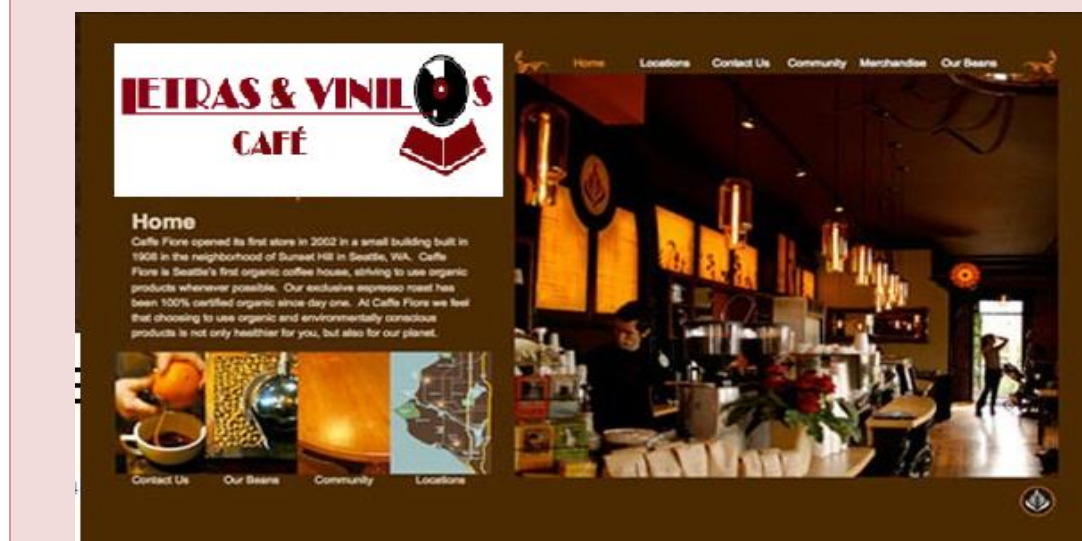 LETRAS & VINILOS
CAFÉ
Home Locations Contact Us Community Merchandise Our Beans
Home
Caffe Fiore opened its first store in 2002 in a small building built in
1908 in the neighborhood of Sunset Hill in Seattle, WA. Caffe
Fiore is Seattle's first organic coffee house, striving to use organic
products whenever possible. Our exclusive espresso roast has
been 100% certified organic since day one. At Caffe Fiore we feel
that choosing to use organic and environmentally conscious
products is not only healthier for you, but also for our planet.
Contact Us Our Beans Community Locations